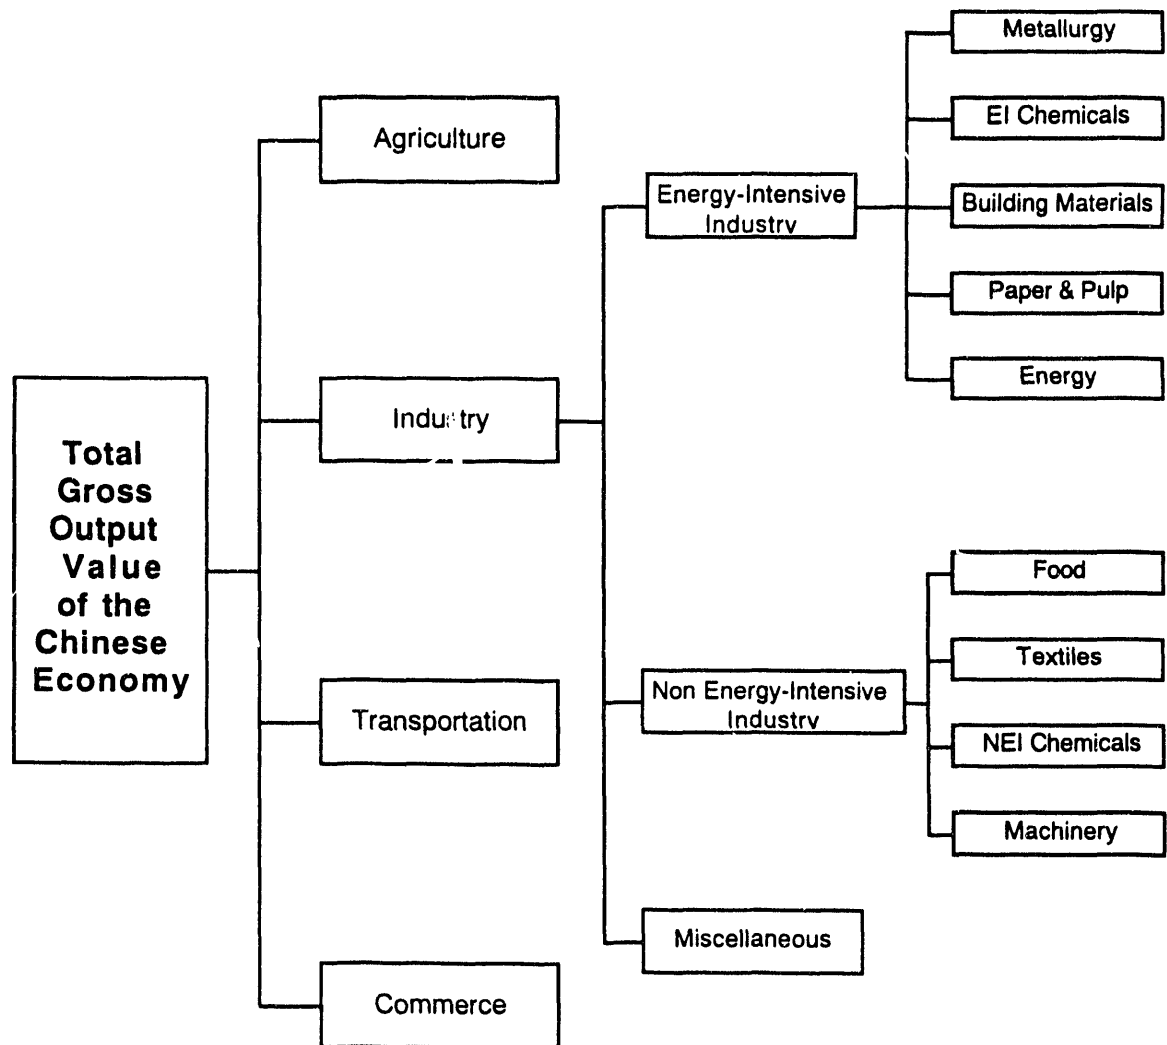 Total
Gross
Output
Value
of the
Chinese
Economy
Agriculture
Industry
Transportation
Commerce
Energy-Intensive
Industry
Non Energy-Intensive
Industry
Miscellaneous
Metallurgy
EI Chemicals
Building Materials
Paper & Pulp
Energy
Food
Textiles
NEI Chemicals
Machinery